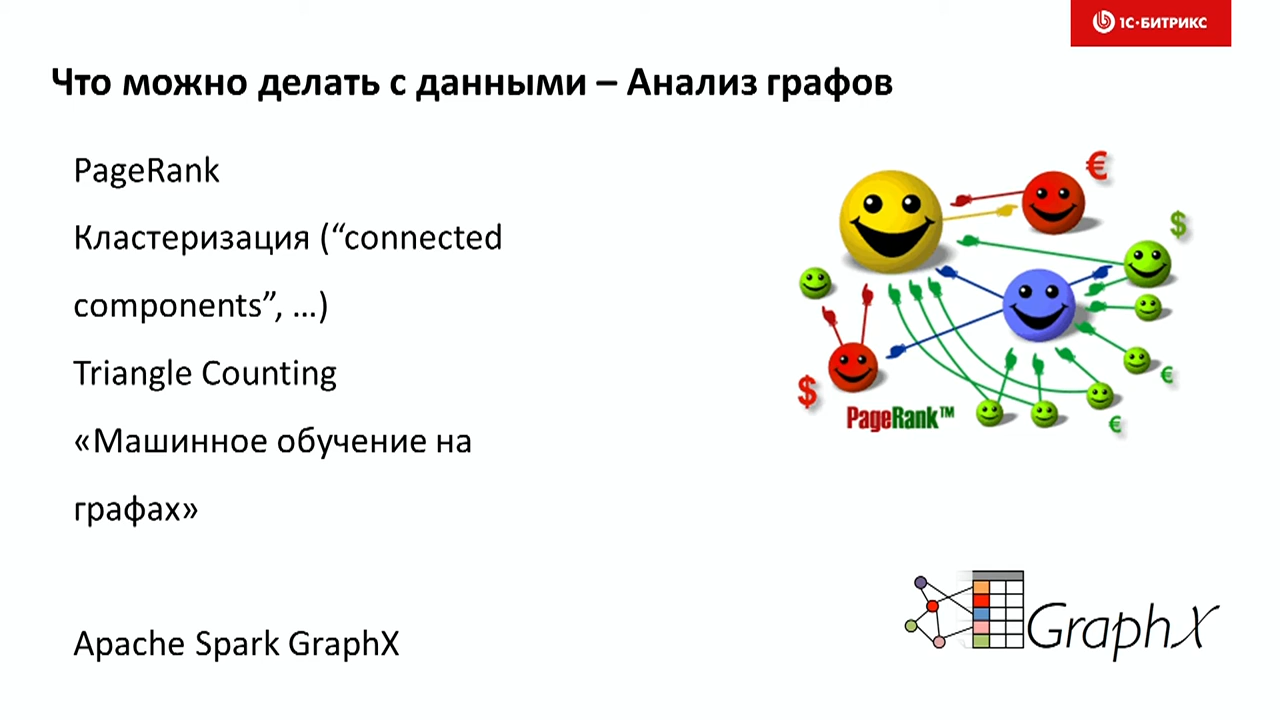 1С·БИТРИКС
Что можно делать с данными – Анализ графов
PageRank
Кластеризация (“connected
components”, …)
Triangle Counting
«Машинное обучение на
графах»
Apache Spark GraphX
€
$
€
$
€
PageRank™
GraphX